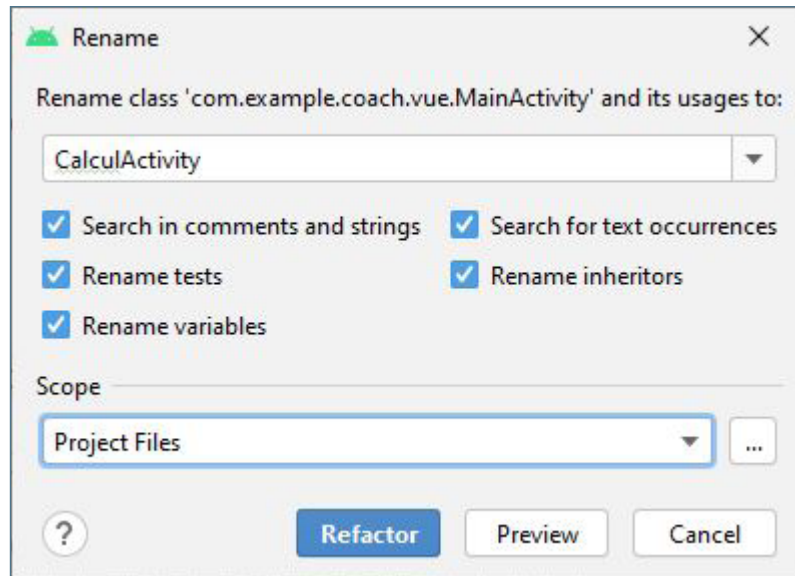 Rename
Rename class 'com.example.coach.vue.MainActivity' and its usages to:
CalculActivity
Search in comments and strings Search for text occurrences
Rename tests Rename inheritors
Rename variables
Scope
Project Files ...
? Refactor Preview Cancel